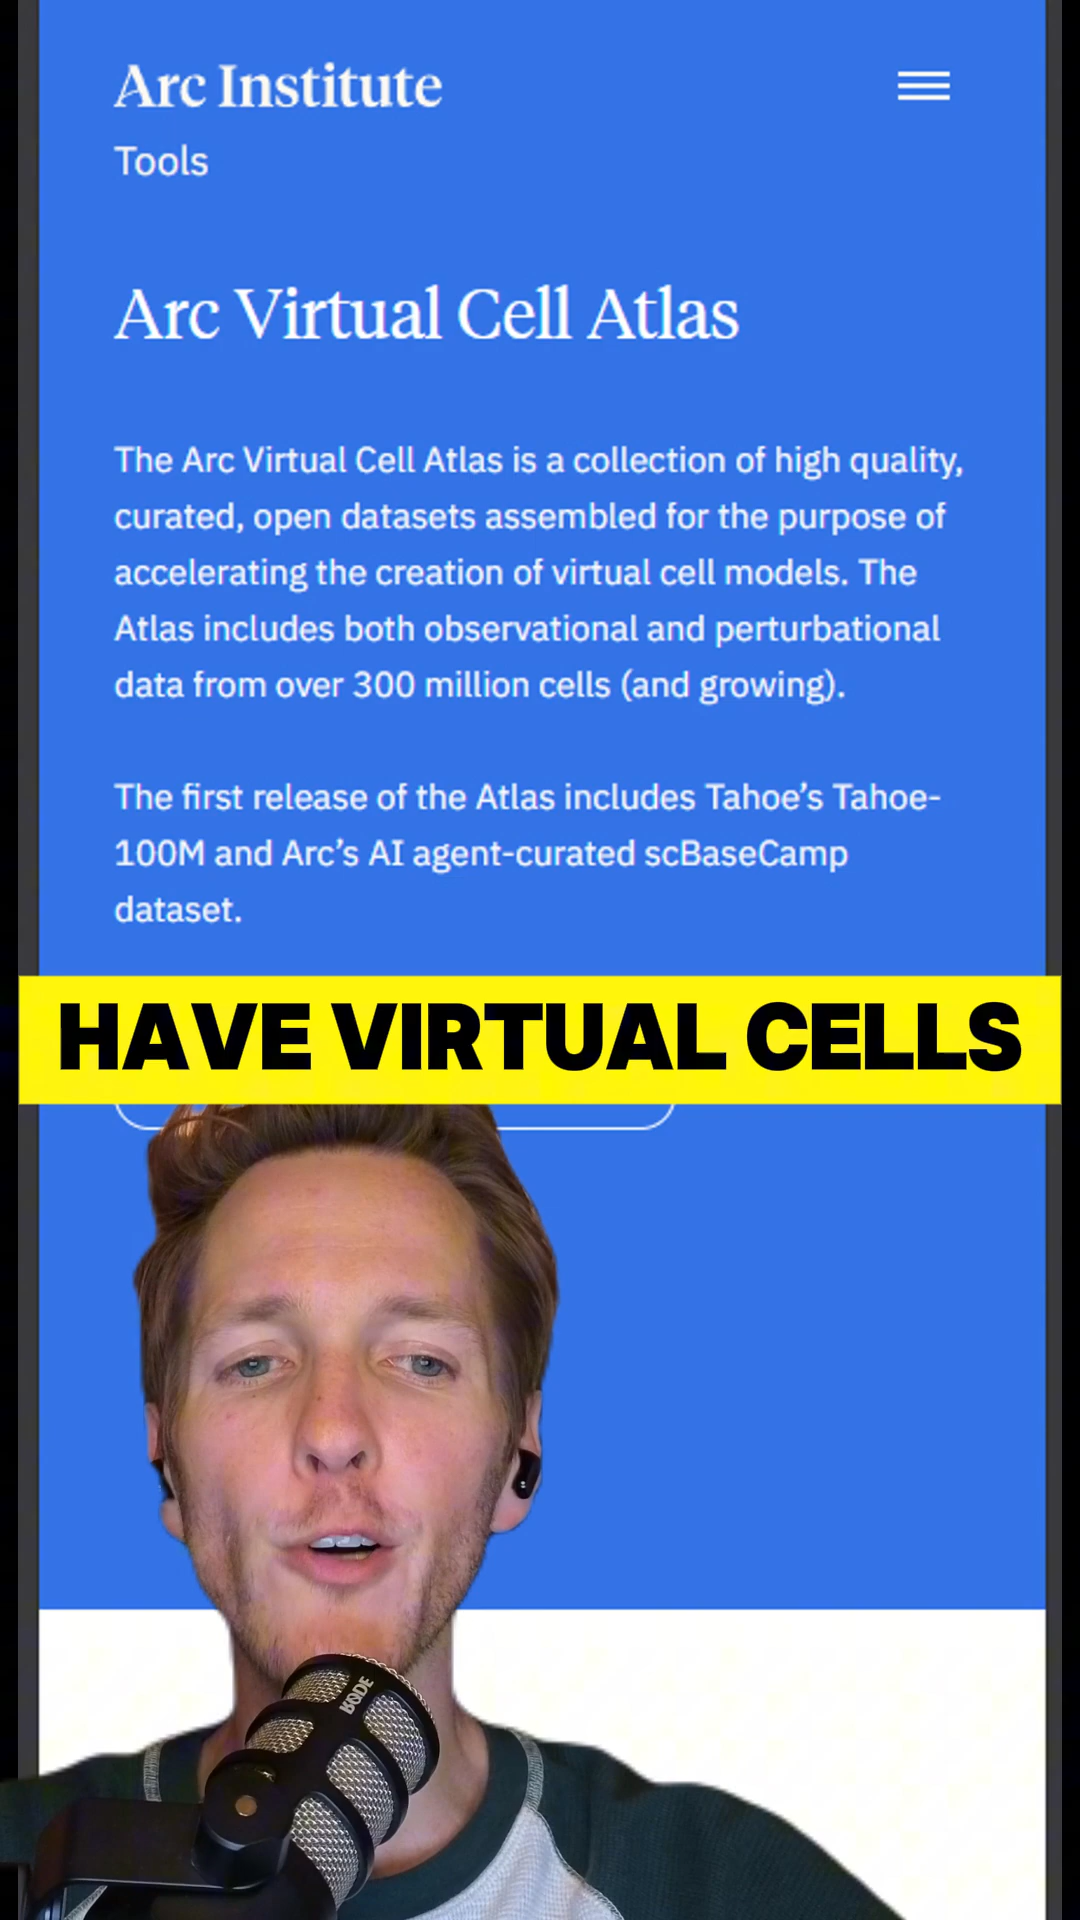 Arc Institute
Tools
Arc Virtual Cell Atlas
The Arc Virtual Cell Atlas is a collection of high quality,
curated, open datasets assembled for the purpose of
accelerating the creation of virtual cell models. The
Atlas includes both observational and perturbational
data from over 300 million cells (and growing).
The first release of the Atlas includes Tahoe’s Tahoe-
100M and Arc’s AI agent-curated scBaseCamp
dataset.
HAVE VIRTUAL CELLS
RODE